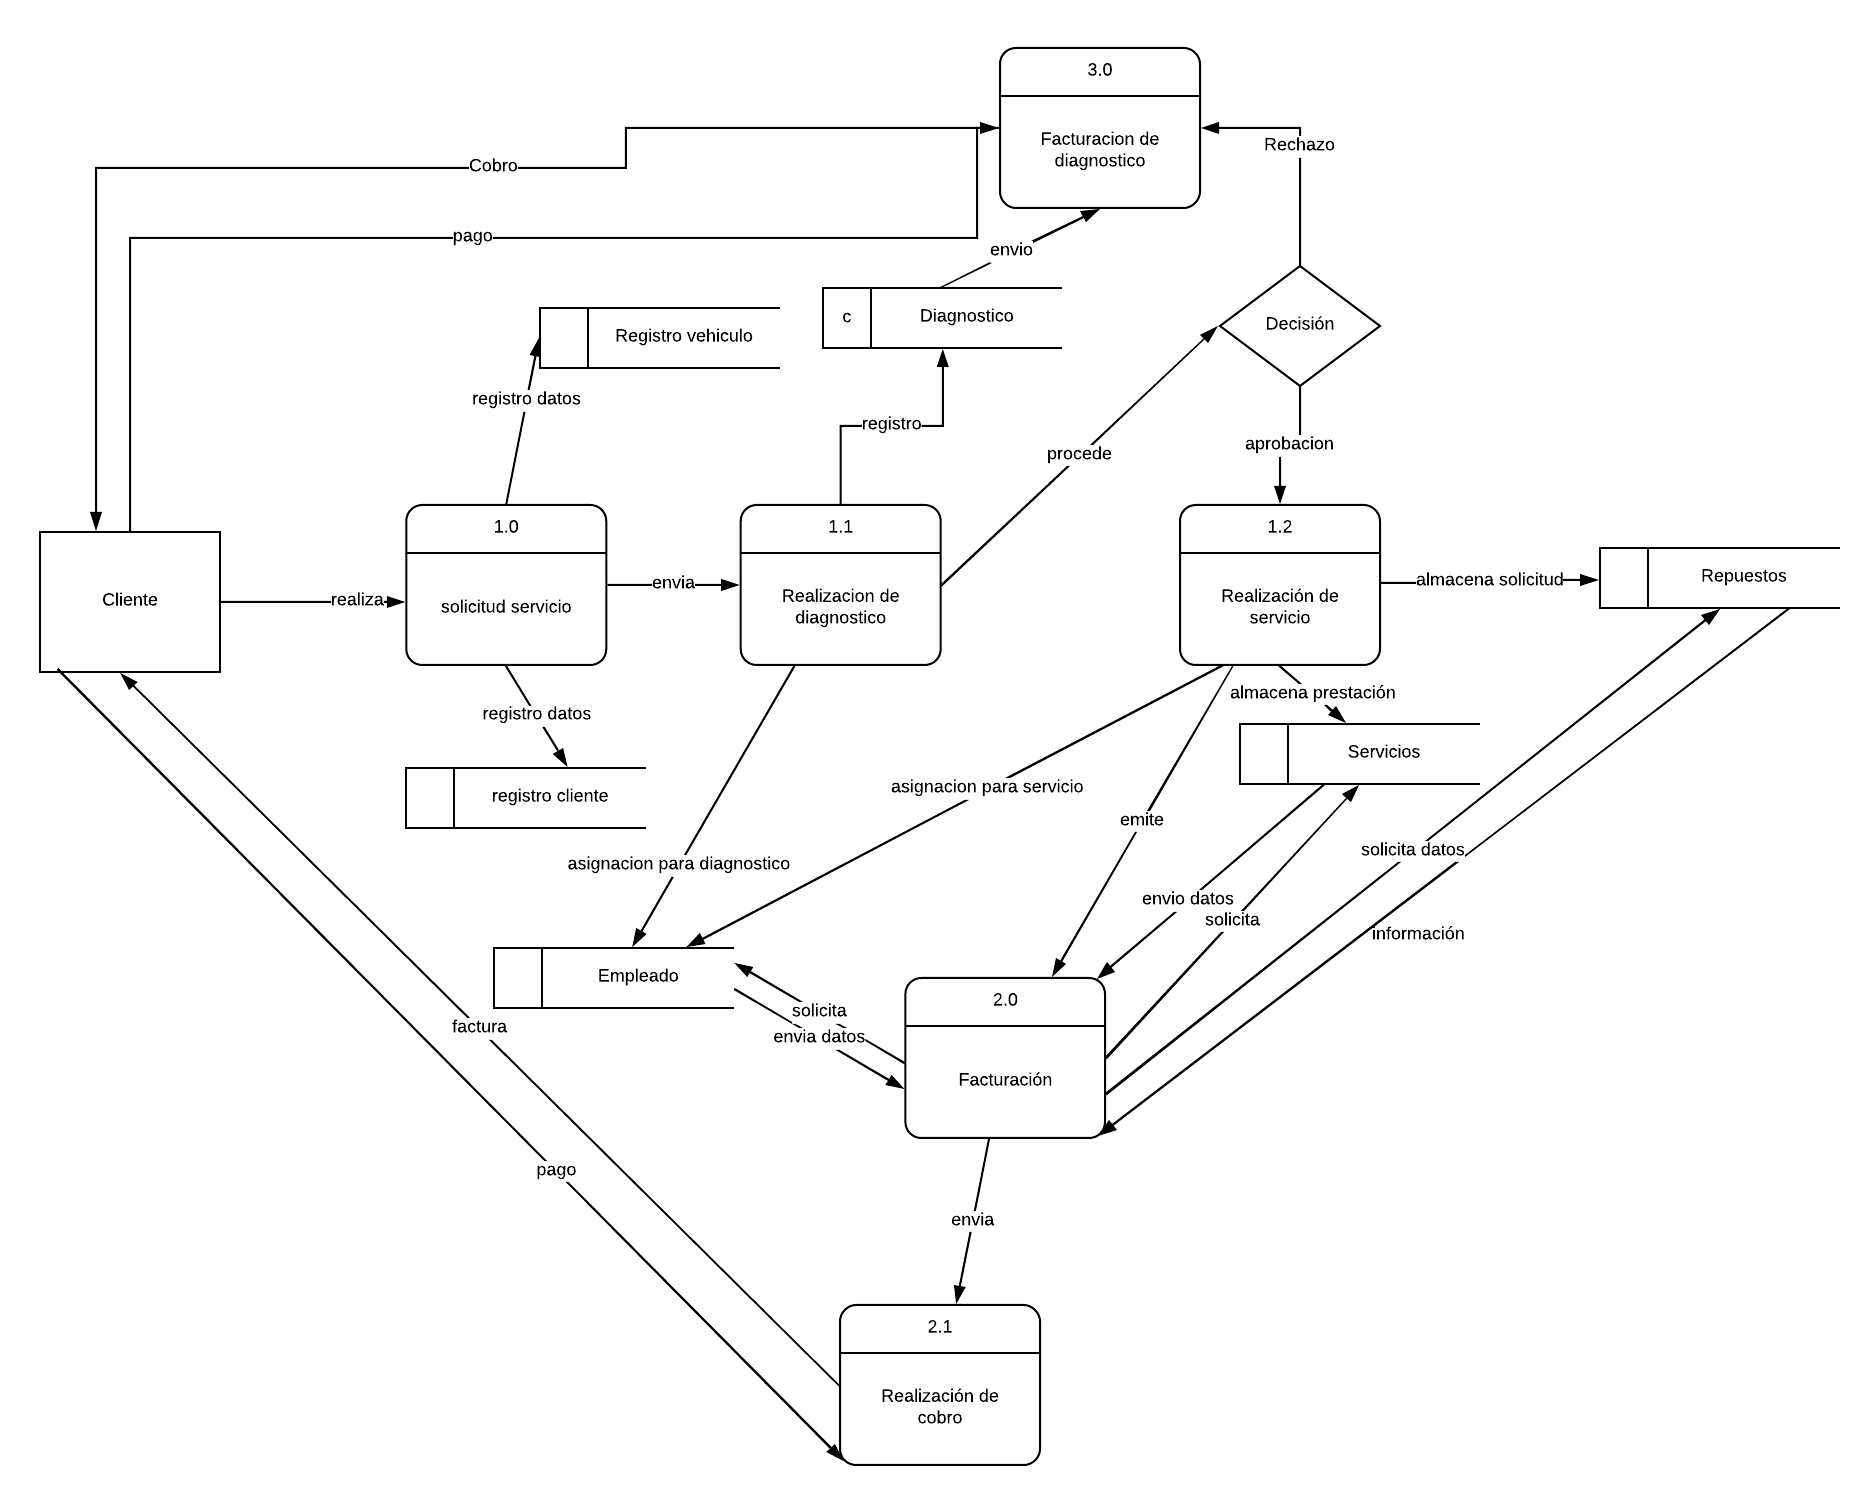 3.0
Facturacion de
diagnostico
Rechazo
Cobro
pago
envio
c
Diagnostico
Registro vehiculo
Decisión
registro datos
registro
procede
aprobacion
1.0
solicitud servicio
1.1
Realizacion de
diagnostico
1.2
Realización de
servicio
Cliente
realiza
envia
almacena solicitud
Repuestos
registro datos
almacena prestación
Servicios
registro cliente
asignacion para servicio
emite
asignacion para diagnostico
solicita datos
envio datos
solicita
información
Empleado
2.0
Facturación
solicita
envia datos
factura
pago
envia
2.1
Realización de
cobro